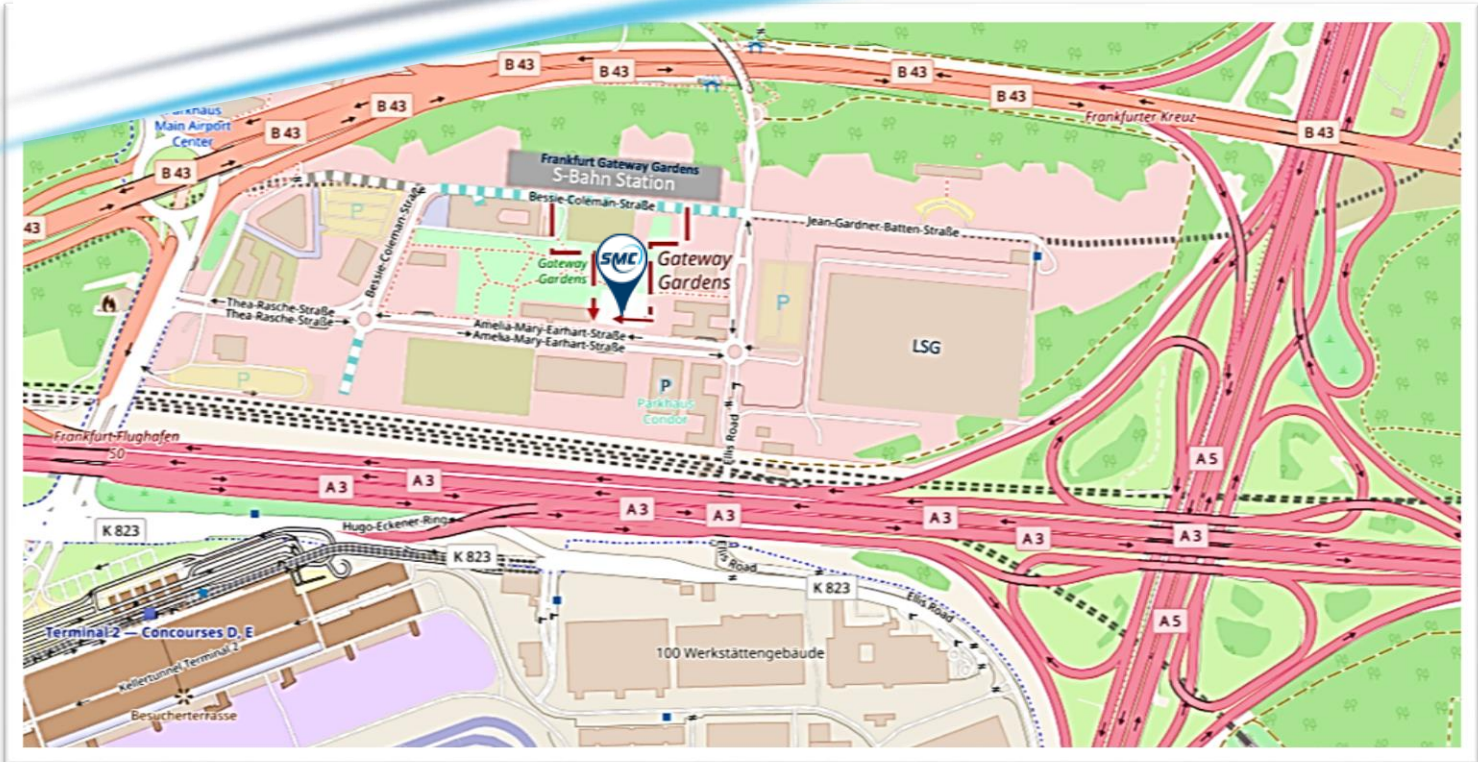 B 43
B 43
B 43
B 43
B 43
B 43
B 43
B 43
43
Main Airport
Center
Frankfurter Kreuz
Frankfurt Gateway Gardens
S-Bahn Station
Bessie-Coleman-Straße
Jean-Gardner-Batten-Straße
P
Bessie-Coleman-Straße
SMC
Gateway
Gardens
Gateway
Gardens
P
Thea-Rasche-Straße
Thea-Rasche-Straße
Amelia-Mary-Earhart-Straße
Amelia-Mary-Earhart-Straße
LSG
P
P
Parkhaus
Condor
Ellis Road
Frankfurt-Flughafen
50
A 5
A 3
A 3
A 3
A 3
A 3
A 3
A 3
K 823
Hugo-Eckener-Ring
K 823
Ellis Road
K 823
Ellis Road
A 5
Terminal 2 — Concourses D, E
Kellertunnel Terminal 2
100 Werkstättengebäude
Besucherterrasse